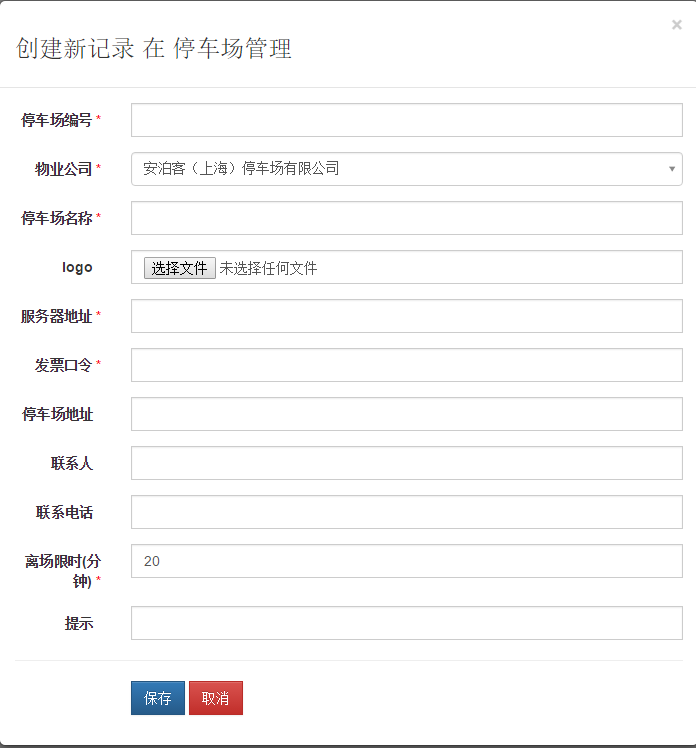 ×
创建新记录 在 停车场管理
停车场编号 *
物业公司 * 安泊客（上海）停车场有限公司
停车场名称 *
logo 选择文件 未选择任何文件
服务器地址 *
发票口令 *
停车场地址
联系人
联系电话
离场限时(分 20
钟) *
提示
保存 取消